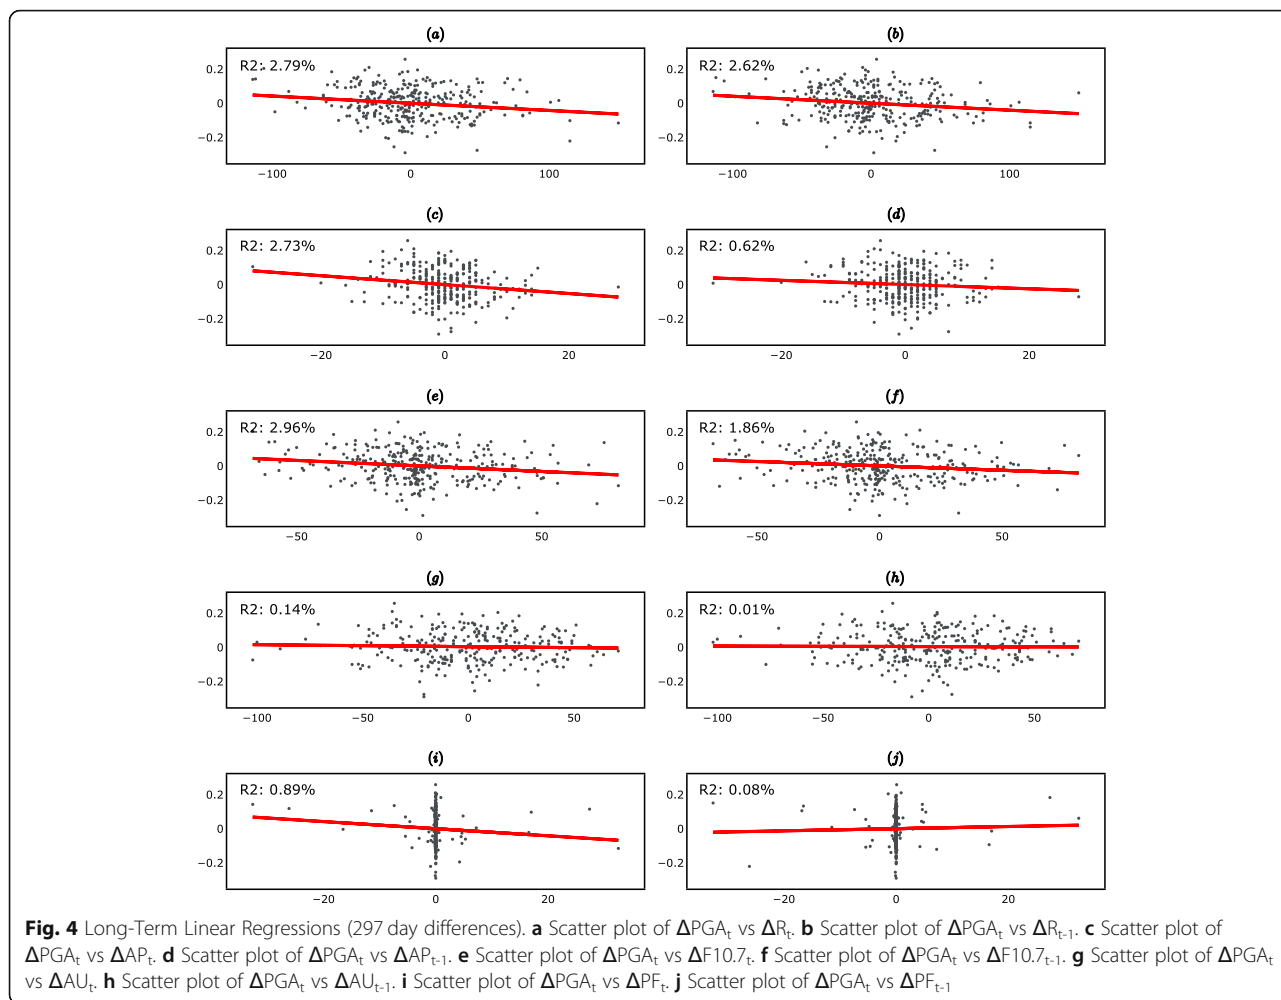 (a)
R2: 2.79%
0.2
0
−0.2
−100
0
100
(b)
R2: 2.62%
0.2
0
−0.2
−100
0
100
(c)
R2: 2.73%
0.2
0
−0.2
−20
0
20
(d)
R2: 0.62%
0.2
0
−0.2
−20
0
20
(e)
R2: 2.96%
0.2
0
−0.2
−50
0
50
(f)
R2: 1.86%
0.2
0
−0.2
−50
0
50
(g)
R2: 0.14%
0.2
0
−0.2
−100
−50
0
50
(h)
R2: 0.01%
0.2
0
−0.2
−100
−50
0
50
(i)
R2: 0.89%
0.2
0
−0.2
−20
0
20
(j)
R2: 0.08%
0.2
0
−0.2
−20
0
20
Fig. 4 Long-Term Linear Regressions (297 day differences). a Scatter plot of ΔPGAt vs ΔRt. b Scatter plot of ΔPGAt vs ΔRt-1. c Scatter plot of
ΔPGAt vs ΔAPt. d Scatter plot of ΔPGAt vs ΔAPt-1. e Scatter plot of ΔPGAt vs ΔF10.7t. f Scatter plot of ΔPGAt vs ΔF10.7t-1. g Scatter plot of ΔPGAt
vs ΔAUt. h Scatter plot of ΔPGAt vs ΔAUt-1. i Scatter plot of ΔPGAt vs ΔPFt. j Scatter plot of ΔPGAt vs ΔPFt-1